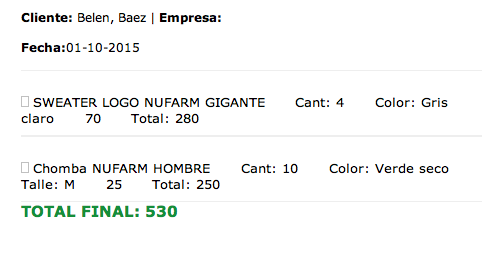 Cliente: Belen, Baez | Empresa:
Fecha:01-10-2015
SWEATER LOGO NUFARM GIGANTE Cant: 4 Color: Gris
claro 70 Total: 280
Chomba NUFARM HOMBRE Cant: 10 Color: Verde seco
Talle: M 25 Total: 250
TOTAL FINAL: 530